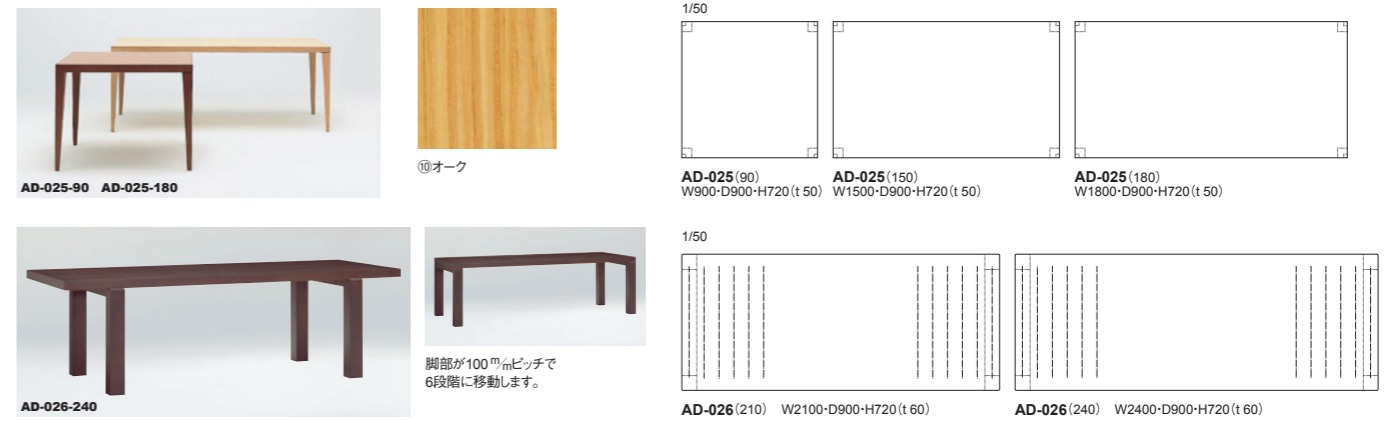 AD-025-90 AD-025-180
⑩オーク
1/50
AD-025(90)
W900・D900・H720(t 50)
AD-025(150)
W1500・D900・H720(t 50)
AD-025(180)
W1800・D900・H720(t 50)
AD-026-240
脚部が100㎜ピッチで
6段階に移動します。
1/50
AD-026(210) W2100・D900・H720(t 60)
AD-026(240) W2400・D900・H720(t 60)